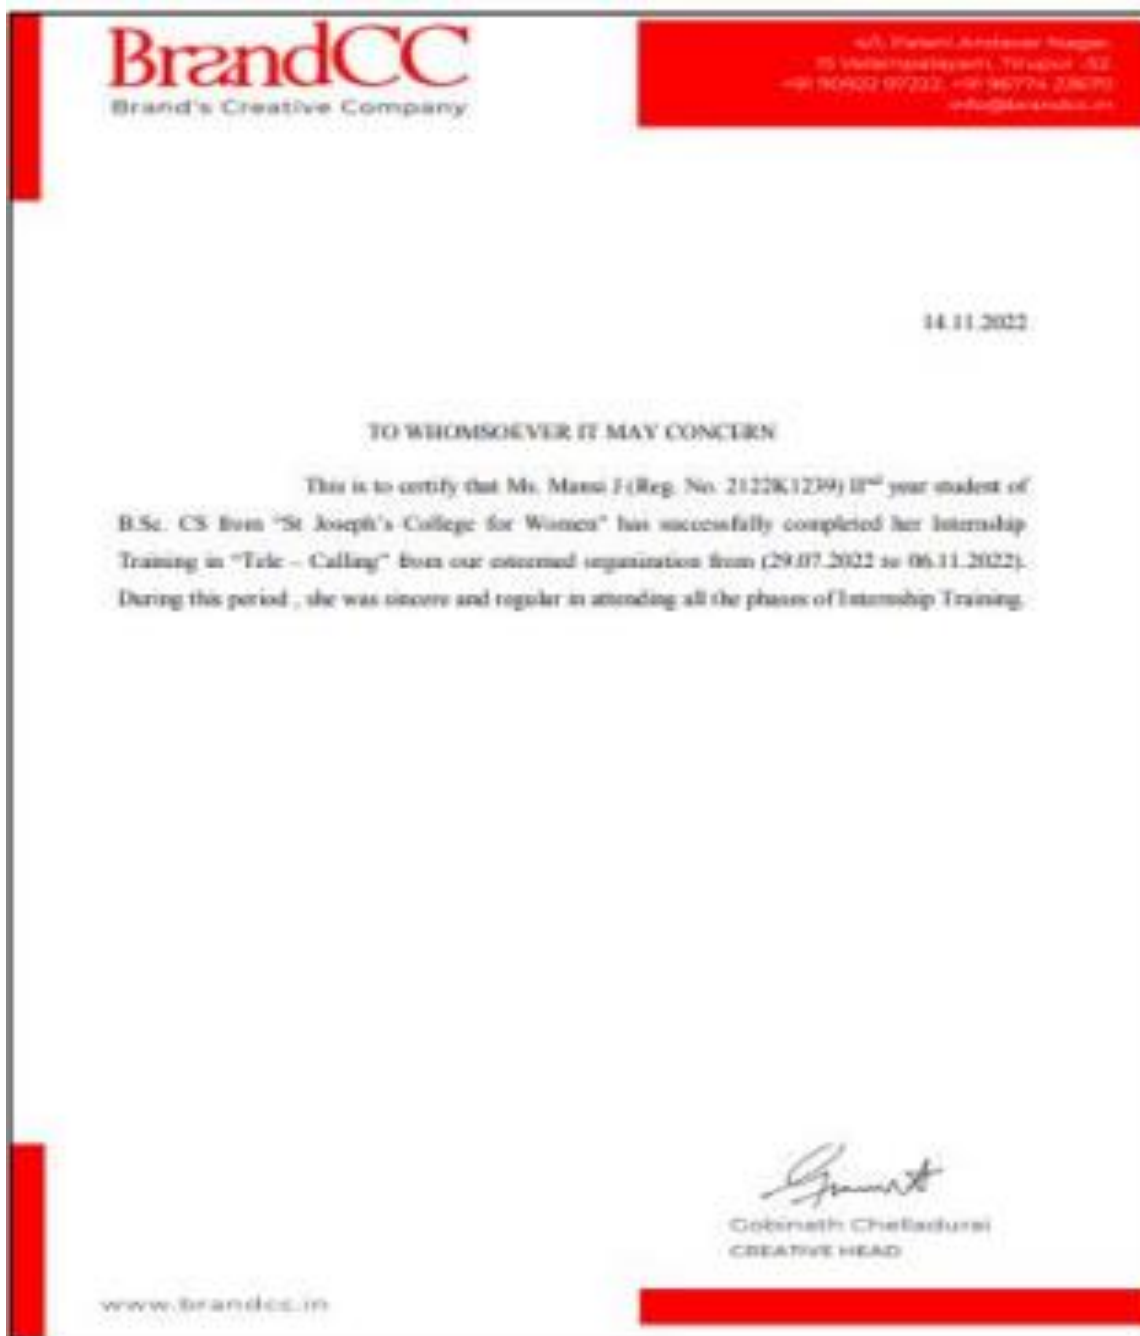 BrandCC
Brand's Creative Company
Tirupur
14.11.2022
TO WHOMSOEVER IT MAY CONCERN
This is to certify that Ms. Mansi J (Reg. No. 2122K1239) IInd year student of
B.Sc. CS from “St Joseph’s College for Women” has successfully completed her Internship
Training in “Tele – Calling” from our esteemed organization from (29.07.2022 to 06.11.2022).
During this period , she was sincere and regular in attending all the phases of Internship Training.
Gobinath Chelladurai
CREATIVE HEAD
www.brandcc.in